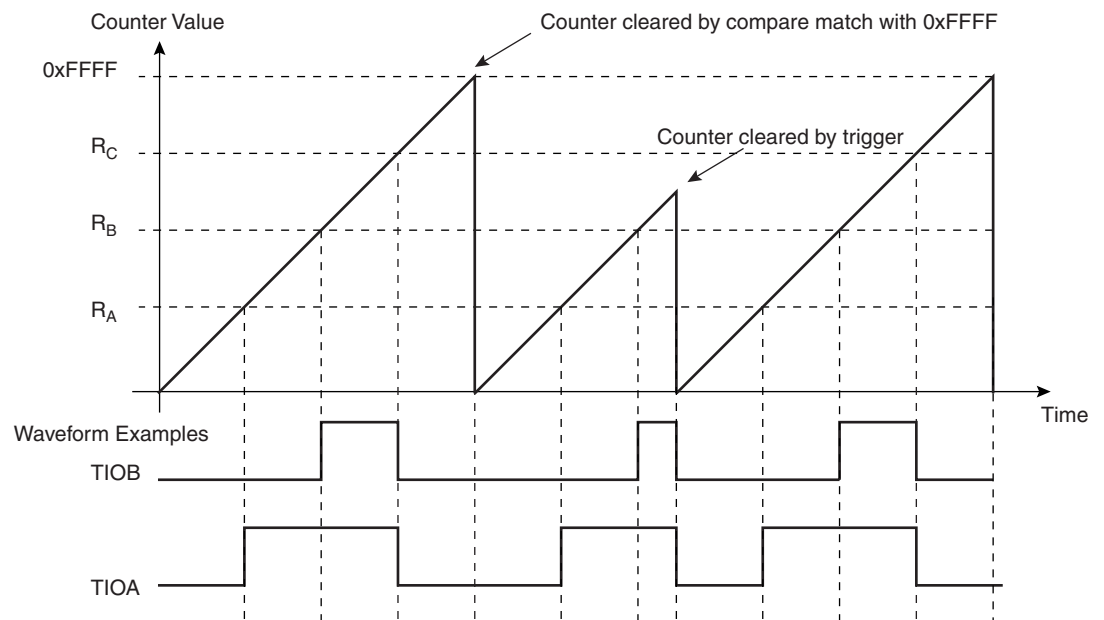 Counter Value
Counter cleared by compare match with 0xFFFF
0xFFFF
Counter cleared by trigger
RC
RB
RA
Time
Waveform Examples
TIOB
TIOA